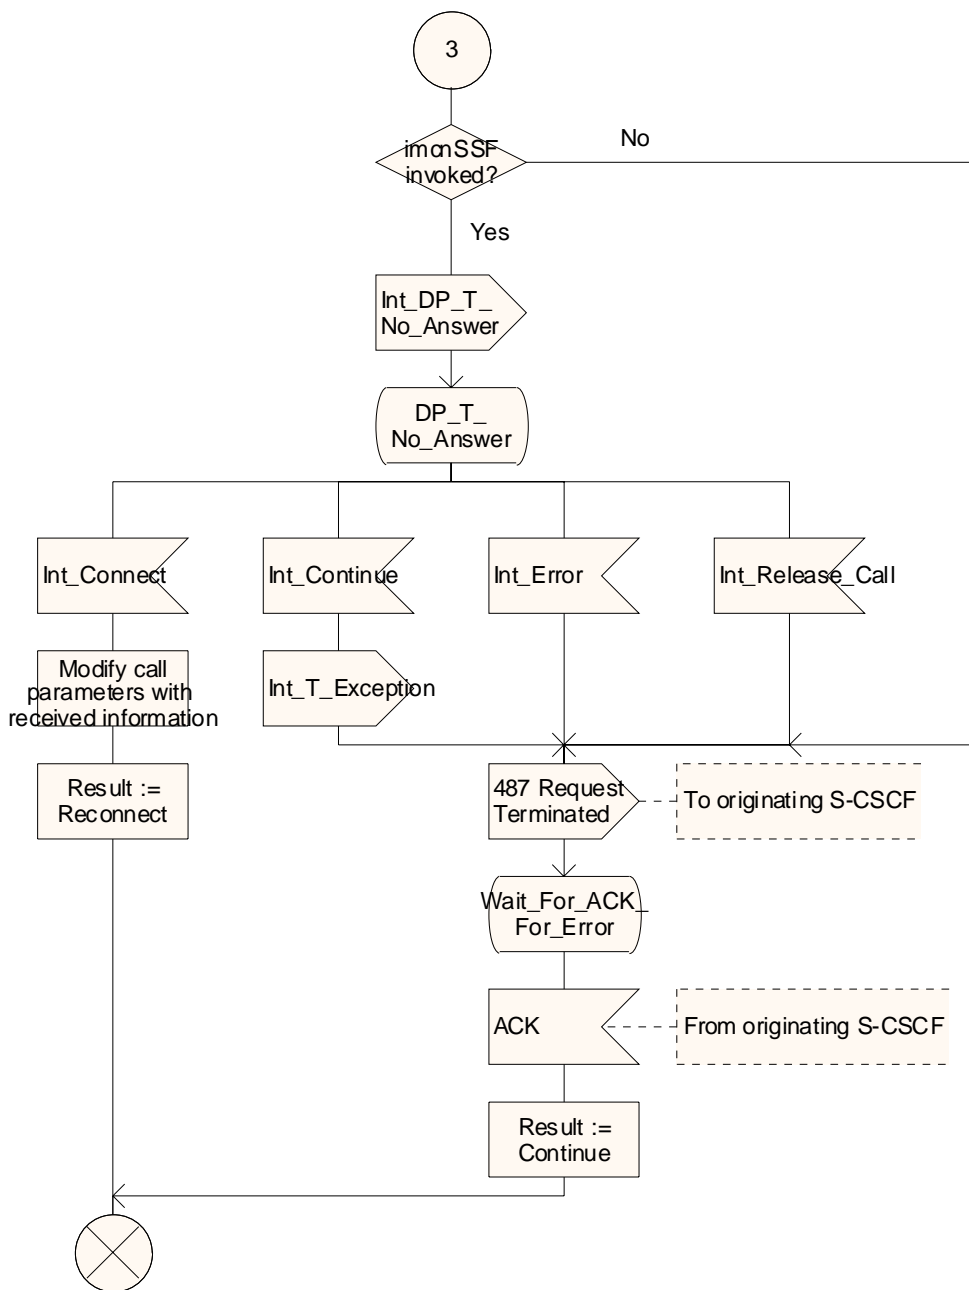 3
imcnSSF
invoked?
No
Yes
Int_DP_T_
No_Answer
DP_T_
No_Answer
Int_Connect
Int_Continue
Int_Error
Int_Release_Call
Modify call
parameters with
received information
Int_T_Exception
Result :=
Reconnect
487 Request
Terminated
To originating S-CSCF
Wait_For_ACK_
For_Error
ACK
From originating S-CSCF
Result :=
Continue